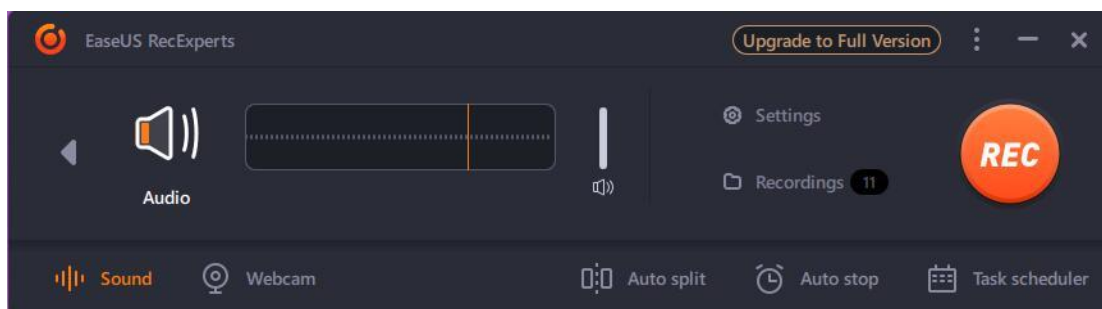 EaseUS RecExperts
Upgrade to Full Version
Audio
Settings
Recordings 11
REC
Sound
Webcam
Auto split
Auto stop
Task scheduler